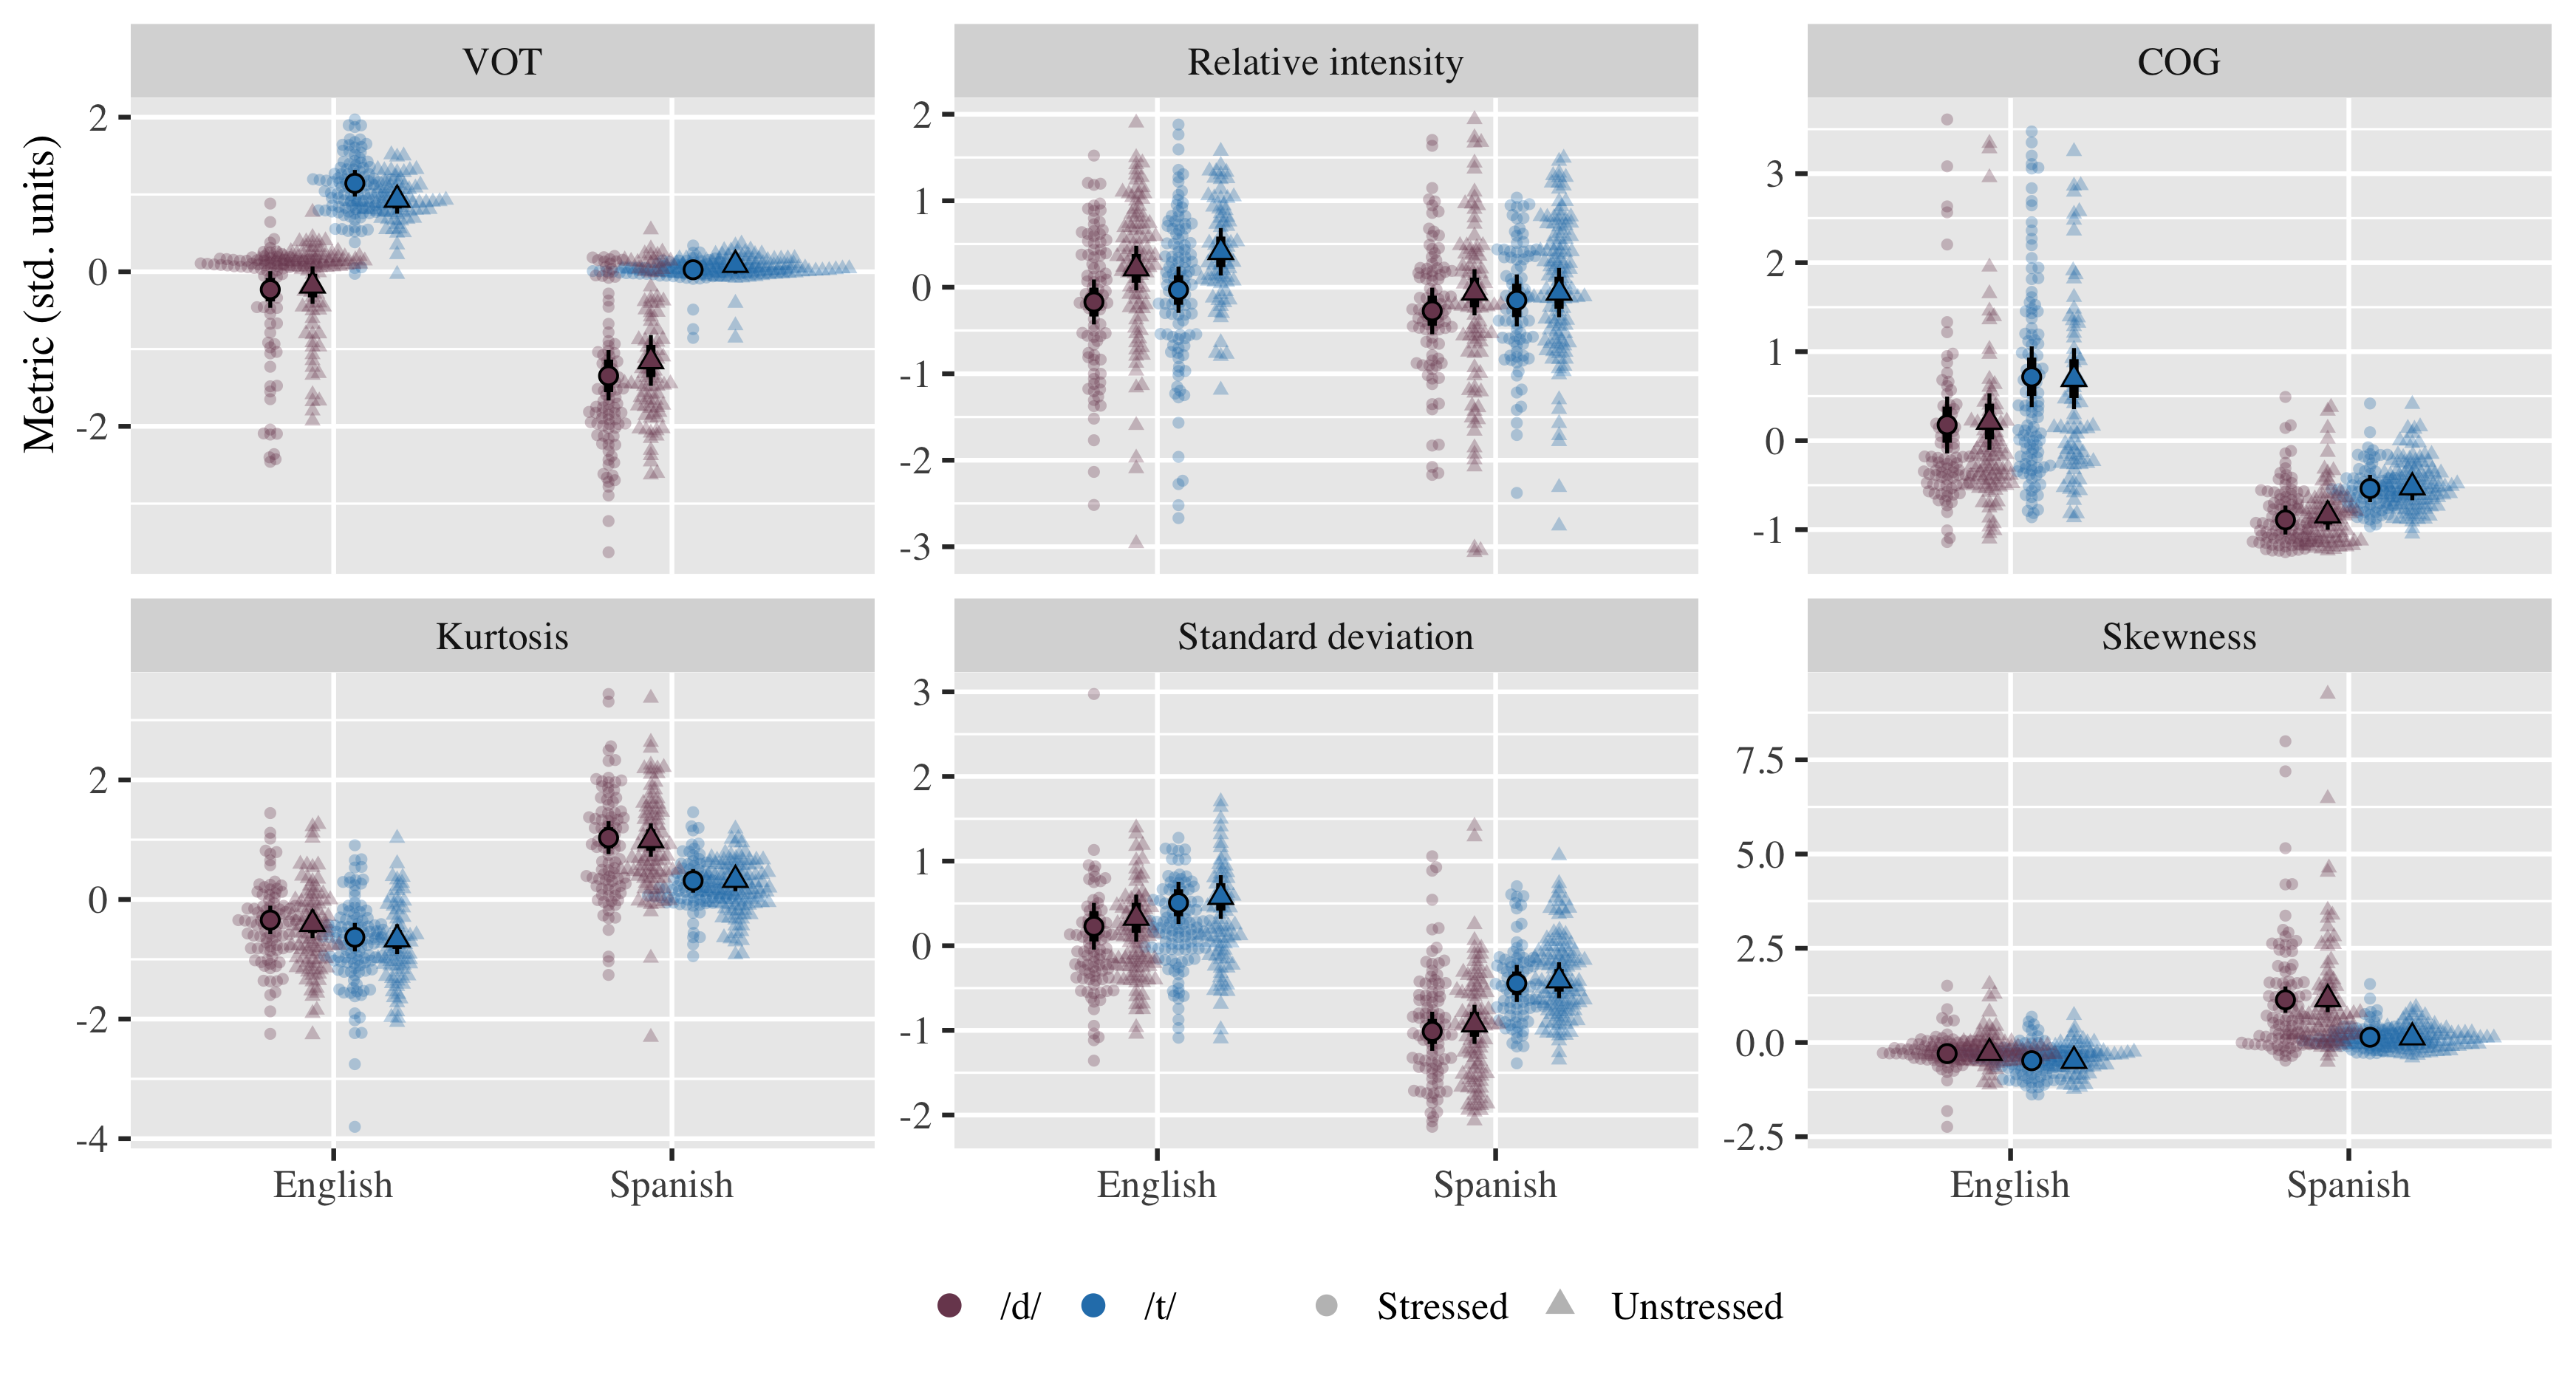 VOT
Relative intensity
COG
Metric (std. units)
2
0
-2
2
1
0
-1
-2
-3
3
2
1
0
-1
Kurtosis
Standard deviation
Skewness
2
0
-2
-4
3
2
1
0
-1
-2
7.5
5.0
2.5
0.0
-2.5
English Spanish
English Spanish
English Spanish
/d/ /t/ Stressed Unstressed